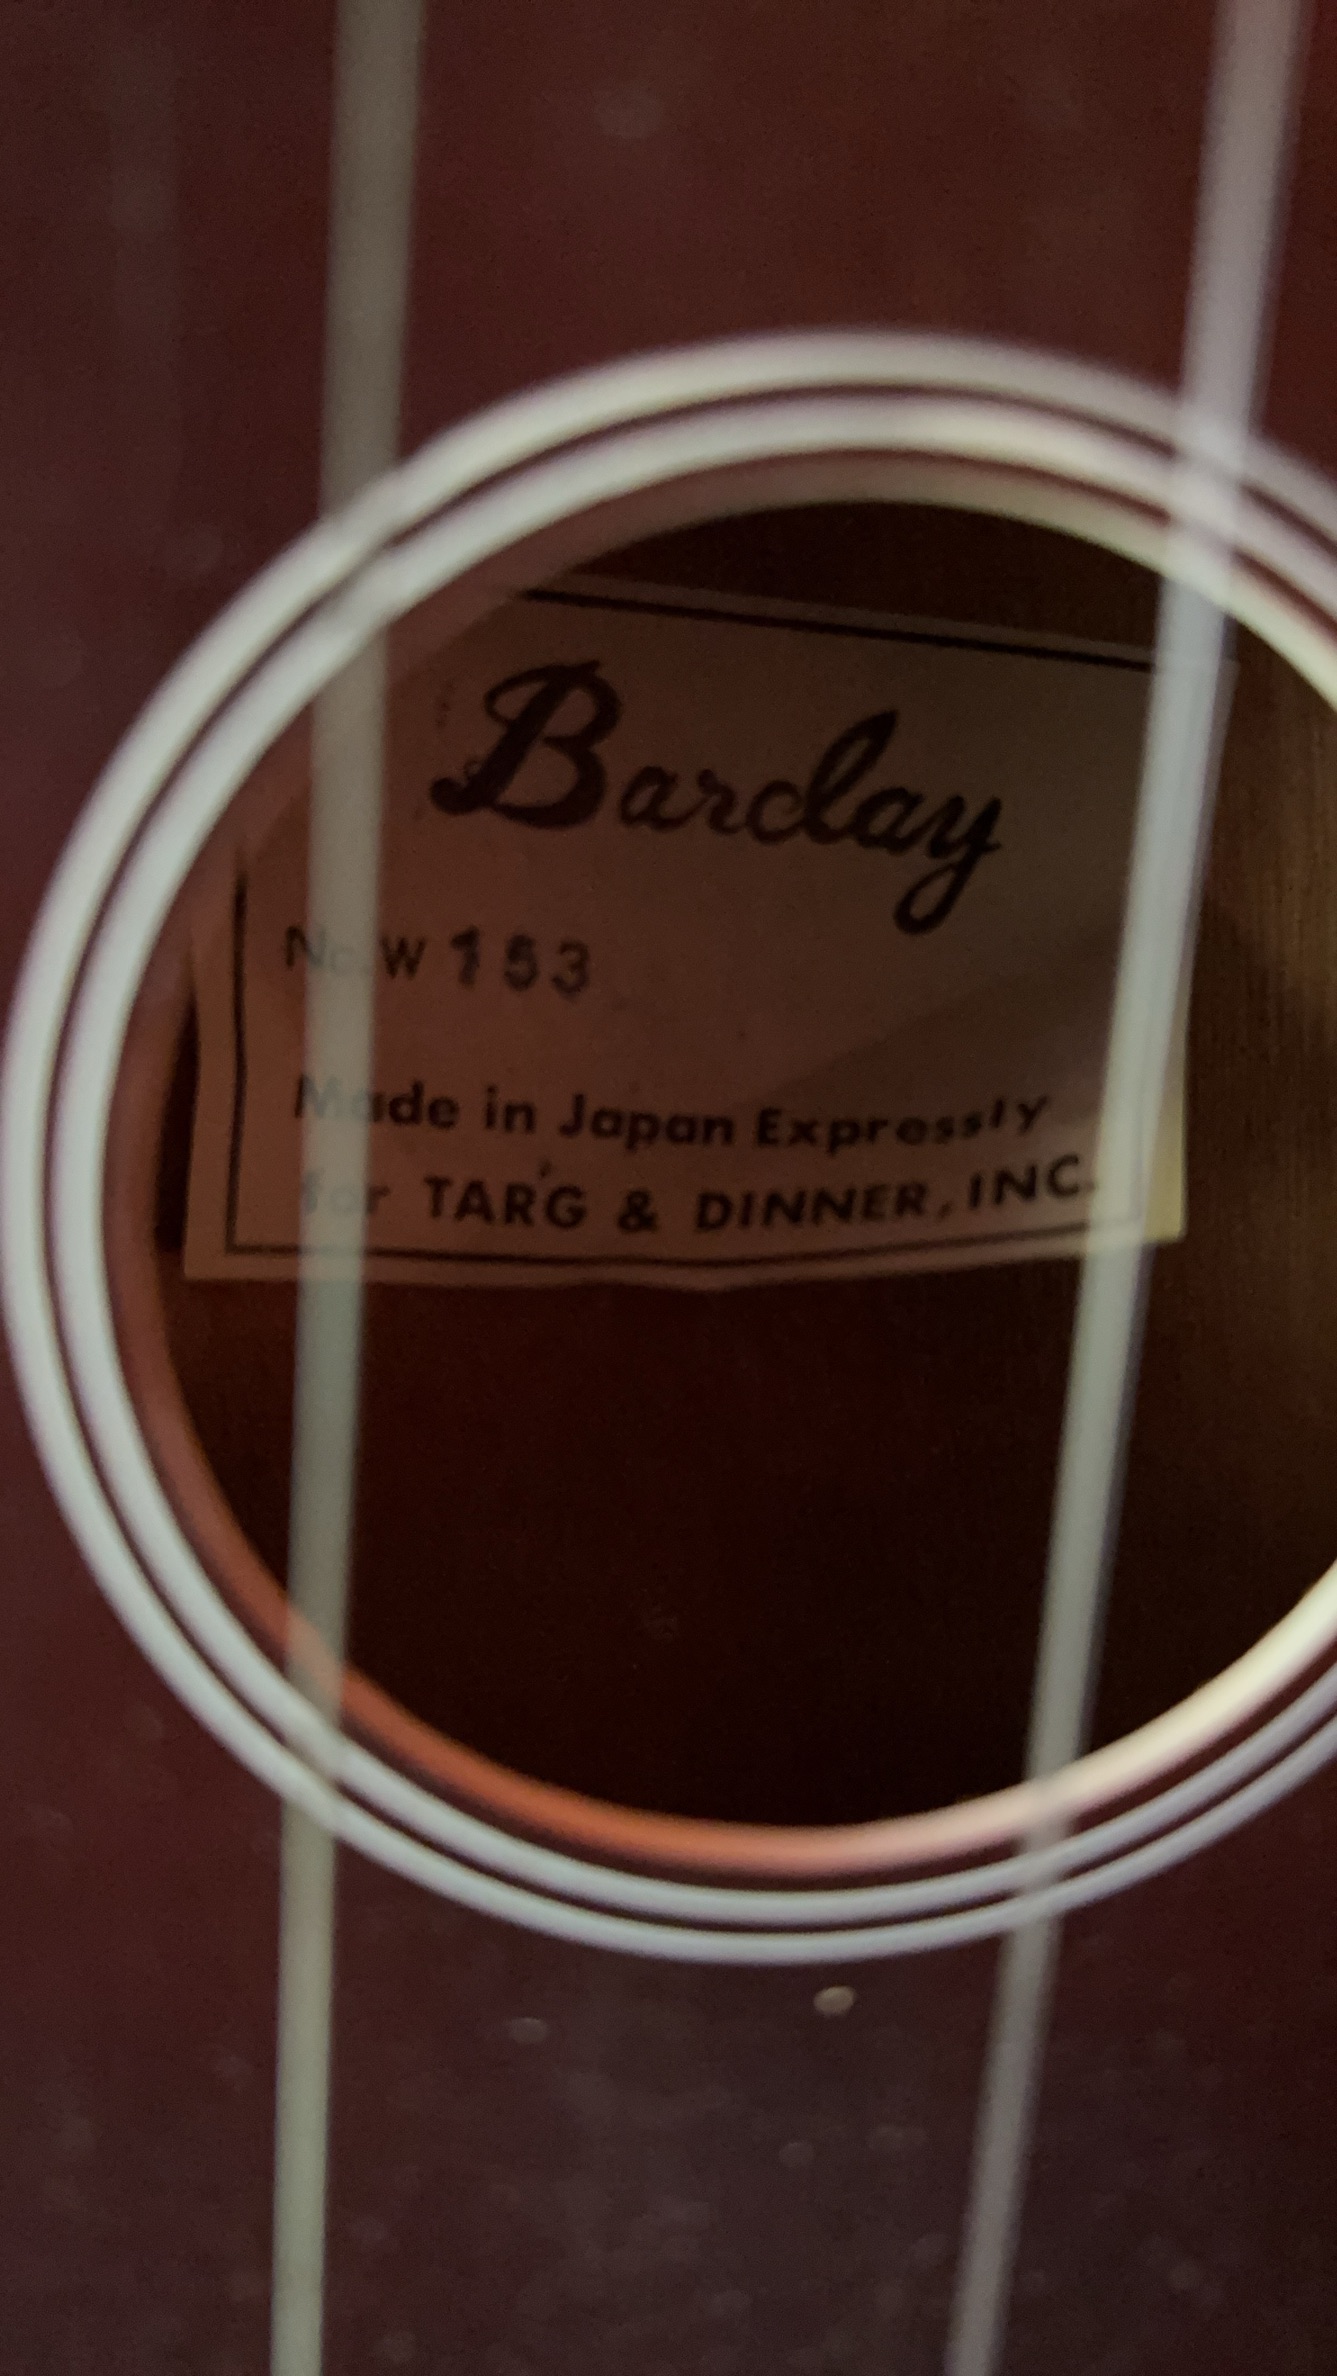 Barclay
No. W 153
Made in Japan Expressly
for TARG & DINNER, INC.